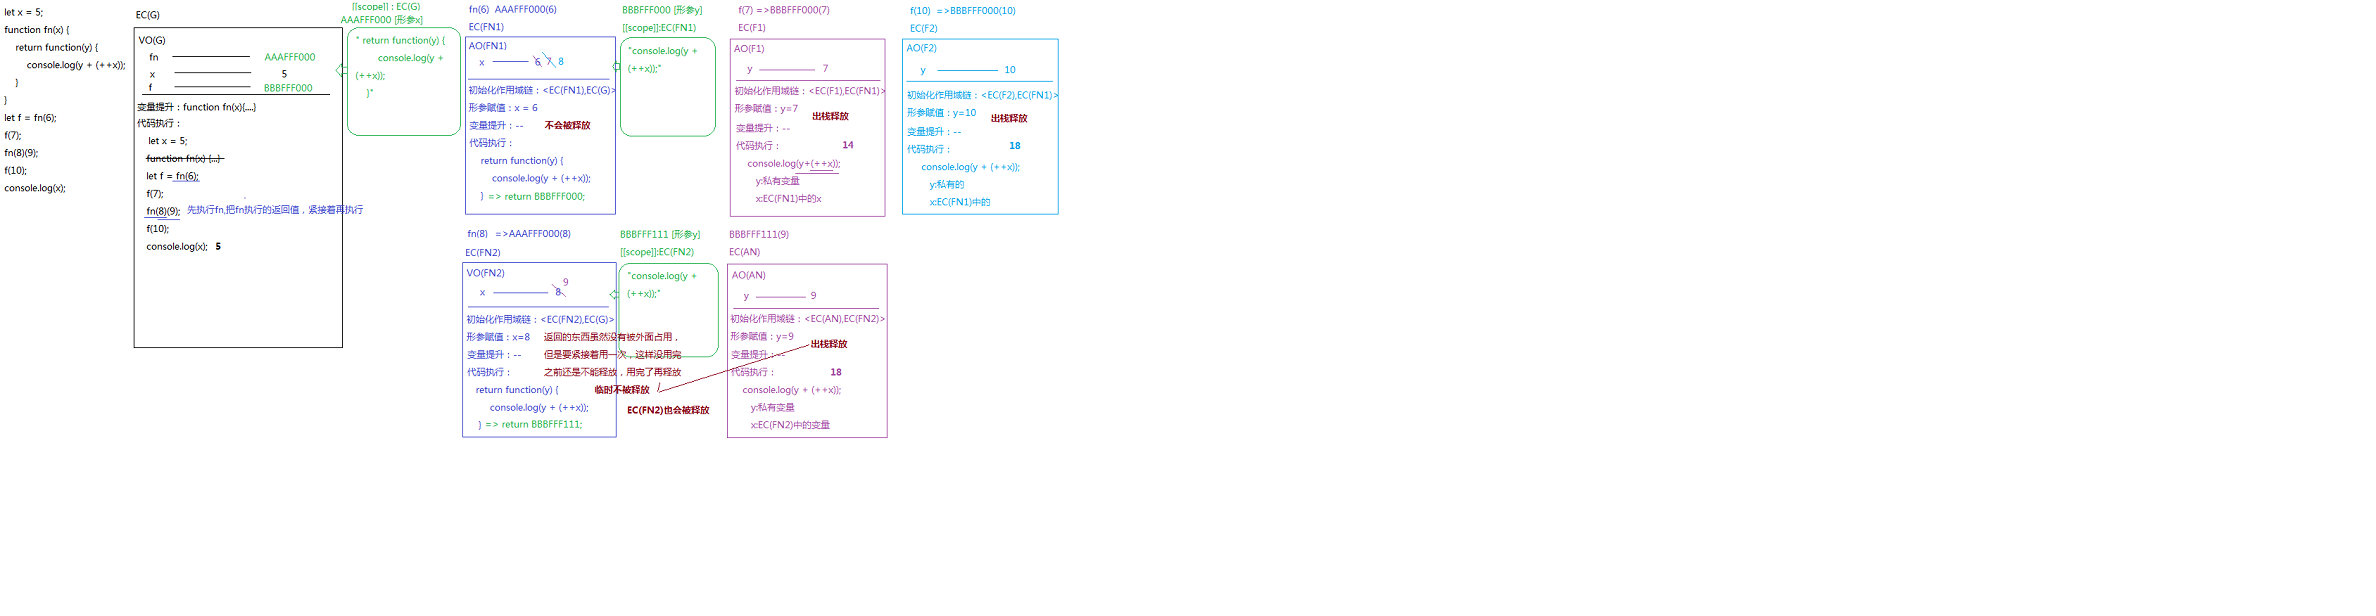 let x = 5;
function fn(x) {
return function(y) {
console.log(y + (++x));
}
}
let f = fn(6);
f(7);
fn(8)(9);
f(10);
console.log(x);
EC(G)
VO(G)
fn AAAFFF000
x 5
f BBBFFF000
变量提升：function fn(x){....}
代码执行：
let x = 5;
function fn(x) {...}
let f = fn(6);
f(7);
fn(8)(9); 先执行fn,把fn执行的返回值，紧接着再执行
f(10);
console.log(x); 5
[[scope]] : EC(G)
AAAFFF000 [形参x]
" return function(y) {
console.log(y +
(++x));
}"
fn(6) AAAFFF000(6)
EC(FN1)
AO(FN1)
x 6 7 8
初始化作用域链：<EC(FN1),EC(G)>
形参赋值：x = 6
变量提升：-- 不会被释放
代码执行：
return function(y) {
console.log(y + (++x));
} => return BBBFFF000;
BBBFFF000 [形参y]
[[scope]]:EC(FN1)
"console.log(y +
(++x));"
f(7) =>BBBFFF000(7)
EC(F1)
AO(F1)
y 7
初始化作用域链：<EC(F1),EC(FN1)>
形参赋值：y=7
出栈释放
变量提升：--
代码执行： 14
console.log(y+(++x));
y:私有变量
x:EC(FN1)中的x
f(10) =>BBBFFF000(10)
EC(F2)
AO(F2)
y 10
初始化作用域链：<EC(F2),EC(FN1)>
形参赋值：y=10
出栈释放
变量提升：--
代码执行： 18
console.log(y + (++x));
y:私有的
x:EC(FN1)中的
fn(8) =>AAAFFF000(8)
EC(FN2)
VO(FN2)
x 8 9
初始化作用域链：<EC(FN2),EC(G)>
形参赋值：x=8 返回的东西虽然没有被外面占用，
变量提升：-- 但是要紧接着用一次，这样没用完
代码执行： 之前还是不能释放，用完了再释放
return function(y) { 临时不被释放
console.log(y + (++x)); EC(FN2)也会被释放
} => return BBBFFF111;
BBBFFF111 [形参y]
[[scope]]:EC(FN2)
"console.log(y +
(++x));"
BBBFFF111(9)
EC(AN)
AO(AN)
y 9
初始化作用域链：<EC(AN),EC(FN2)>
形参赋值：y=9
出栈释放
变量提升：--
代码执行： 18
console.log(y + (++x));
y:私有变量
x:EC(FN2)中的变量